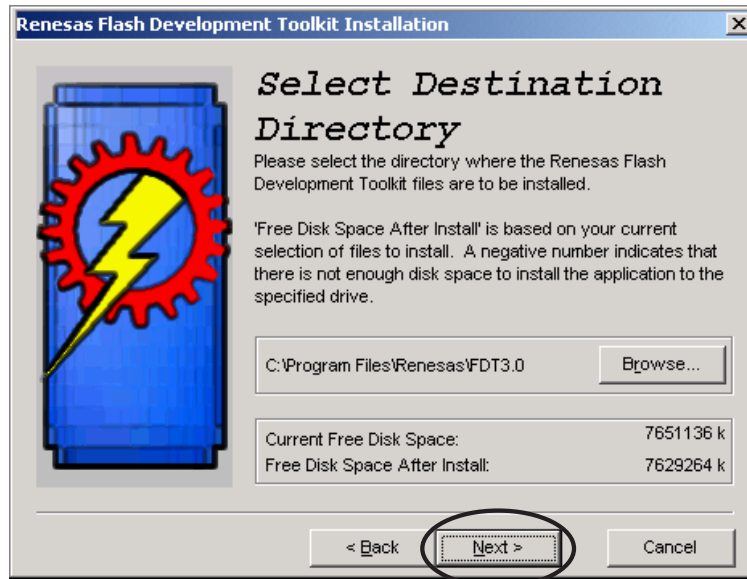 Renesas Flash Development Toolkit Installation
Select Destination
Directory
Please select the directory where the Renesas Flash
Development Toolkit files are to be installed.
'Free Disk Space After Install' is based on your current
selection of files to install. A negative number indicates that
there is not enough disk space to install the application to the
specified drive.
C:\Program Files\Renesas\FDT3.0
Browse...
Current Free Disk Space: 7651136 k
Free Disk Space After Install: 7629264 k
< Back Next > Cancel